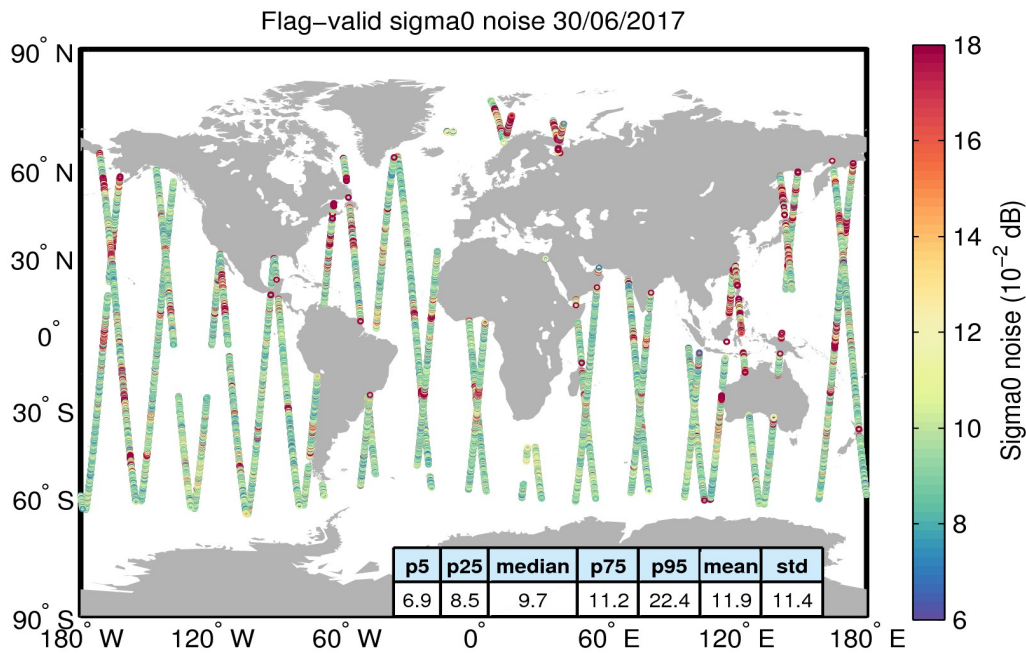 Flag−valid sigma0 noise 30/06/2017
90° N
60° N
30° N
0°
30° S
60° S
90° S
180° W 120° W 60° W 0° 60° E 120° E 180° E
p5 p25 median p75 p95 mean std
6.9 8.5 9.7 11.2 22.4 11.9 11.4
18
16
14
12
10
8
6
Sigma0 noise (10⁻² dB)